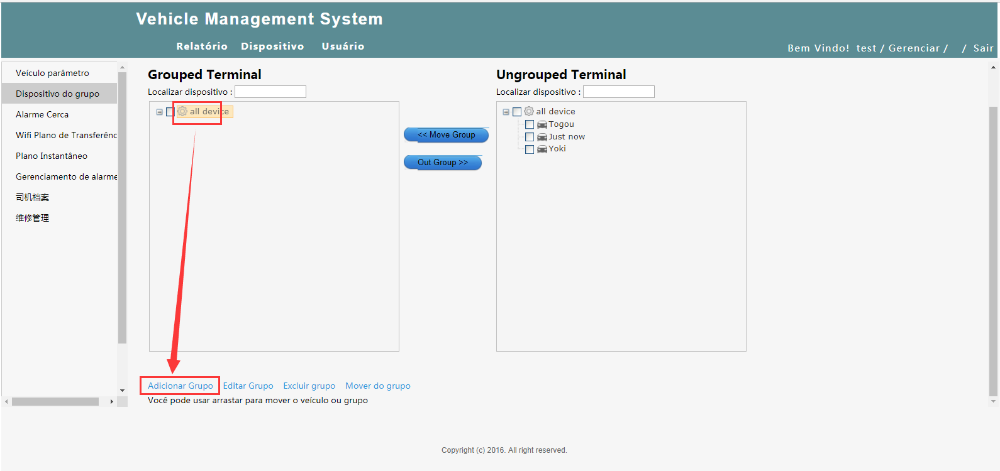 Vehicle Management System
Relatório Dispositivo Usuário
Bem Vindo! test / Gerenciar / / Sair
Veículo parâmetro
Dispositivo do grupo
Alarme Cerca
Wifi Plano de Transferênc
Plano Instantâneo
Gerenciamento de alarme
司机档案
维修管理
Grouped Terminal
Localizar dispositivo :
all device
<< Move Group
Out Group >>
Ungrouped Terminal
Localizar dispositivo :
all device
Togou
Just now
Yoki
Adicionar Grupo Editar Grupo Excluir grupo Mover do grupo
Você pode usar arrastar para mover o veículo ou grupo
Copyright (c) 2016. All right reserved.